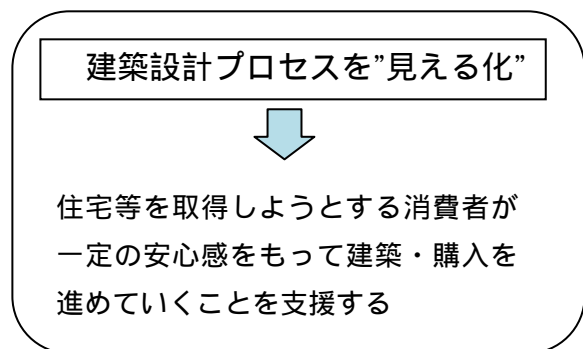 建築設計プロセスを”見える化”
住宅等を取得しようとする消費者が
一定の安心感をもって建築・購入を
進めていくことを支援する